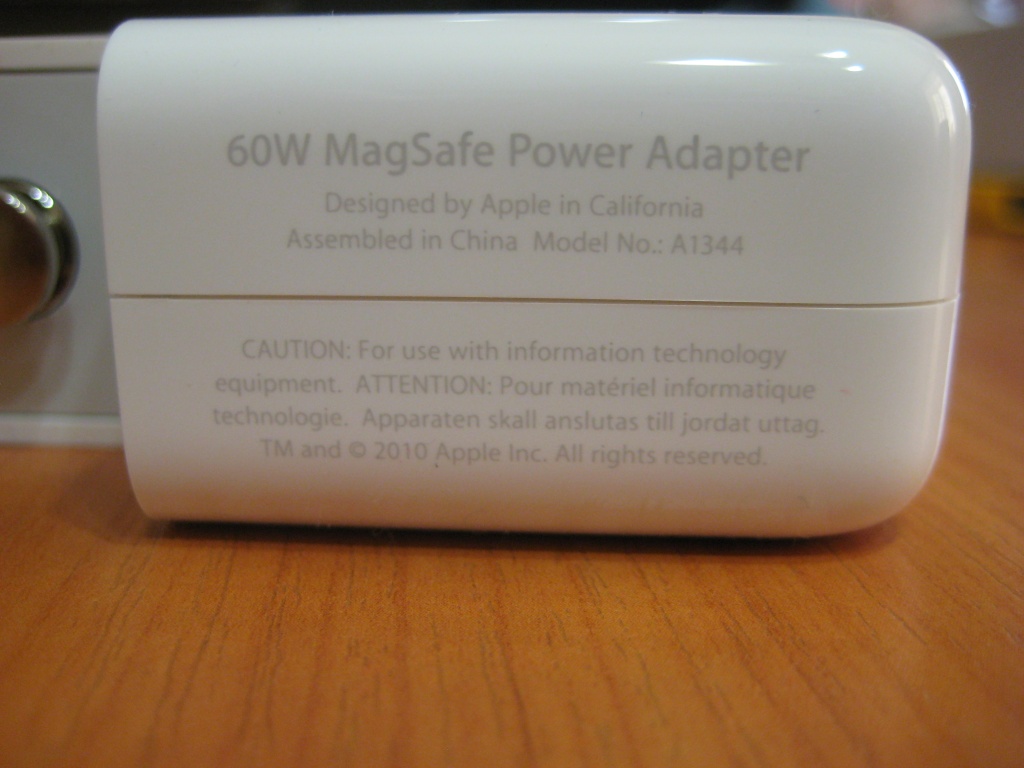 60W MagSafe Power Adapter
Designed by Apple in California
Assembled in China  Model No.: A1344
CAUTION: For use with information technology
equipment.  ATTENTION: Pour matériel informatique
technologie.  Apparaten skall anslutas till jordat uttag.
TM and © 2010 Apple Inc. All rights reserved.